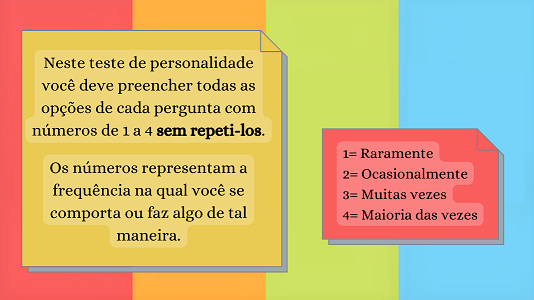 Neste teste de personalidade
você deve preencher todas as
opções de cada pergunta com
números de 1 a 4 sem repeti-los.
Os números representam a
frequência na qual você se
comporta ou faz algo de tal
maneira.
1= Raramente
2= Ocasionalmente
3= Muitas vezes
4= Maioria das vezes